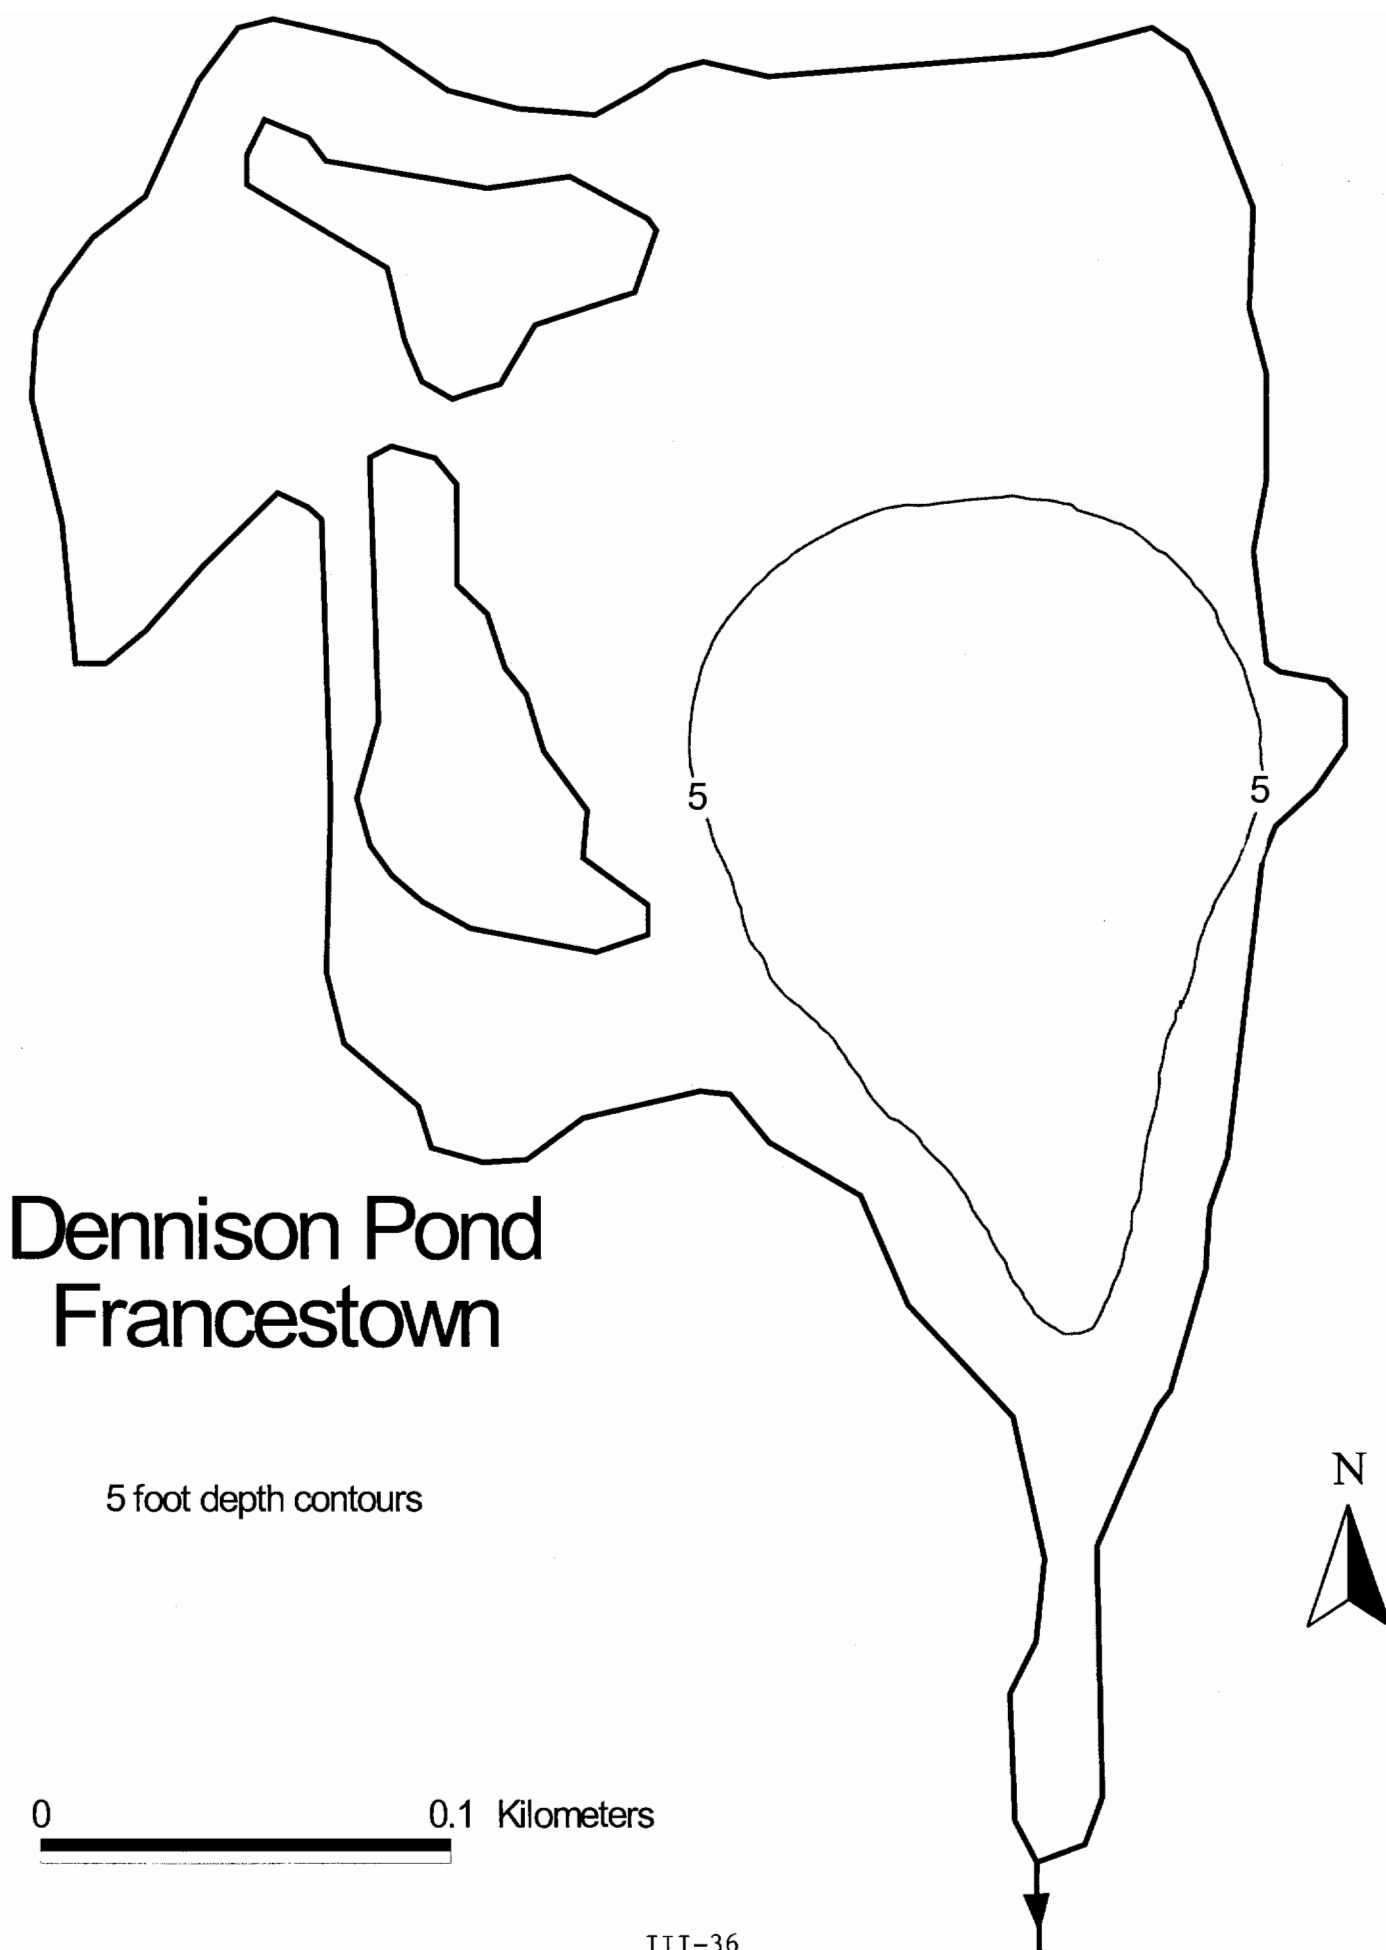 5
5
Dennison Pond
Francestown
5 foot depth contours
N
0 0.1 Kilometers
III-36